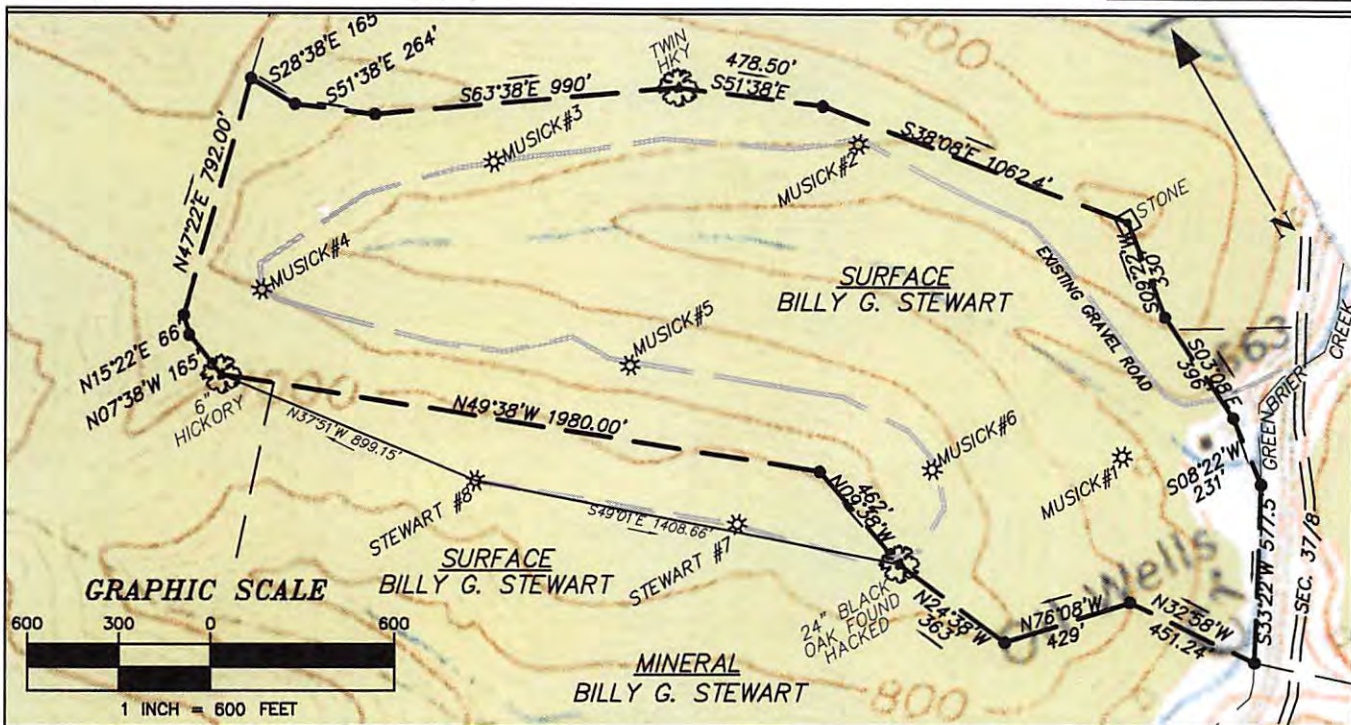 800
S28°38'E 165'
S51°38'E 264'
S63°38'E 990'
TWIN
HKY
478.50'
S51°38'E
S38°08'E 1062.4'
STONE
N47°22'E 792.00'
MUSICK#3
MUSICK#2
N
MUSICK#4
SURFACE
BILLY G. STEWART
EXISTING GRAVEL ROAD
S09°22'W
330'
MUSICK#5
S03°08'E
396'
663
GREENBRIER CREEK
N15°22'E 66'
N07°38'W 165'
6"
HICKORY
800
N49°38'W 1980.00'
N37°51'W 899.15'
MUSICK#6
MUSICK#1
S08°22'W
231'
N09°38'W
462'
STEWART #8
S49°01'E 1408.66'
STEWART #7
SURFACE
BILLY G. STEWART
24" BLACK
OAK FOUND
HACKED
N24°38'W
363'
Wells
N76°08'W
429'
N32°58'W
451.24'
S33°22'W 577.5
SEC. 37/8
GRAPHIC SCALE
600 300 0 600
1 INCH = 600 FEET
MINERAL
BILLY G. STEWART
800